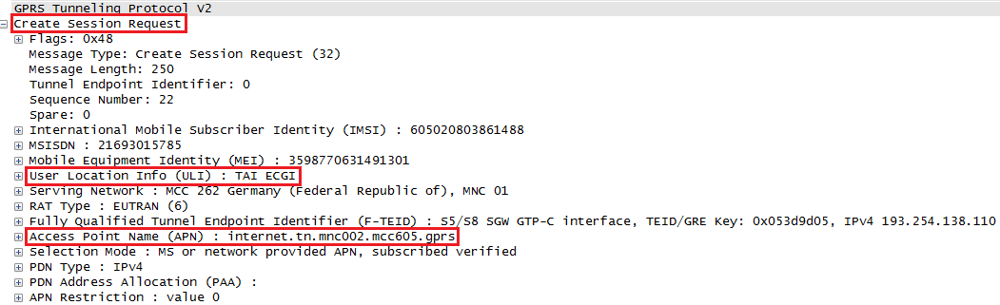 GPRS Tunneling Protocol V2
Create Session Request
Flags: 0x48
Message Type: Create Session Request (32)
Message Length: 250
Tunnel Endpoint Identifier: 0
Sequence Number: 22
Spare: 0
International Mobile Subscriber Identity (IMSI) : 605020803861488
MSISDN : 21693015785
Mobile Equipment Identity (MEI) : 3598770631491301
User Location Info (ULI) : TAI ECGI
Serving Network : MCC 262 Germany (Federal Republic of), MNC 01
RAT Type : EUTRAN (6)
Fully Qualified Tunnel Endpoint Identifier (F-TEID) : S5/S8 SGW GTP-C interface, TEID/GRE Key: 0x053d9d05, IPv4 193.254.138.110
Access Point Name (APN) : internet.tn.mnc002.mcc605.gprs
Selection Mode : MS or network provided APN, subscribed verified
PDN Type : IPv4
PDN Address Allocation (PAA) :
APN Restriction : value 0